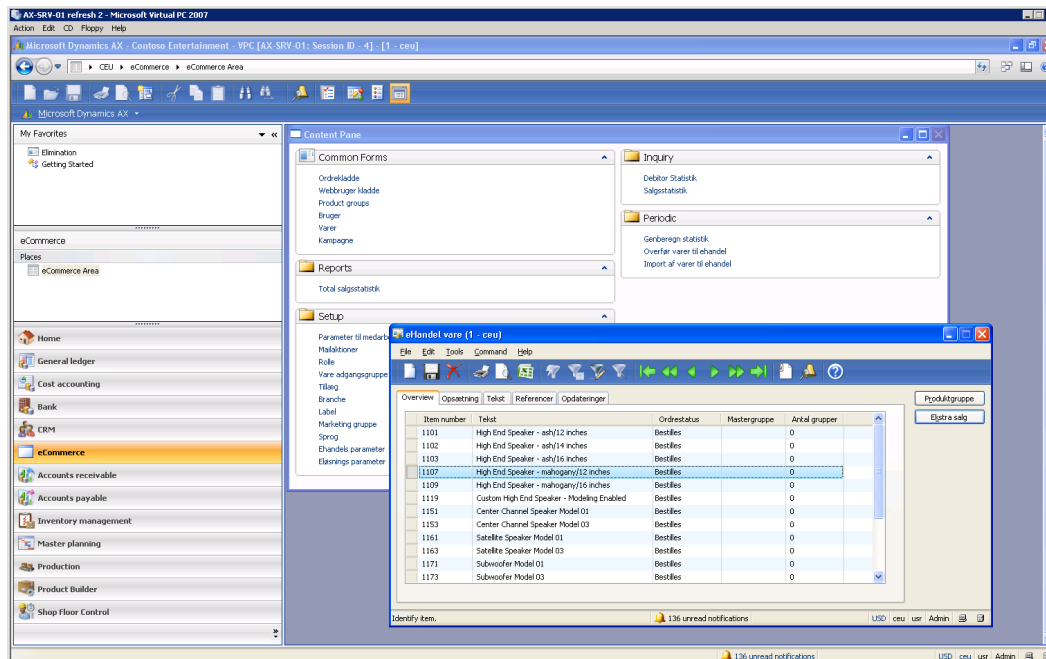 AX-SRV-01 refresh 2 - Microsoft Virtual PC 2007
Action Edit CD Floppy Help
Microsoft Dynamics AX - Contoso Entertainment - VPC [AX-SRV-01: Session ID - 4] - [1 - ceu]
CEU eCommerce eCommerce Area
Microsoft Dynamics AX
My Favorites
Elimination
Getting Started
eCommerce
Places
eCommerce Area
Home
General ledger
Cost accounting
Bank
CRM
eCommerce
Accounts receivable
Accounts payable
Inventory management
Master planning
Production
Product Builder
Shop Floor Control
Content Pane
Common Forms
Ordrekladde
Webbruger kladde
Product groups
Bruger
Varer
Kampagne
Reports
Total salgsstatistik
Setup
Parameter til medarb
Mailaktioner
Rolle
Vare adgangsgruppe
Tillæg
Branche
Label
Marketing gruppe
Sprog
Ehandels parameter
Eløsnings parameter
Inquiry
Debitor Statistik
Salgsstatistik
Periodic
Genberegn statistik
Overfør varer til ehandel
Import af varer til ehandel
eHandel vare (1 - ceu)
File Edit Tools Command Help
Overview Opsætning Tekst Referencer Opdateringer
Produktgruppe
Ekstra salg
Item number Tekst Ordrestatus Mastergruppe Antal grupper
1101 High End Speaker - ash/12 inches Bestilles 0
1102 High End Speaker - ash/14 inches Bestilles 0
1103 High End Speaker - ash/16 inches Bestilles 0
1107 High End Speaker - mahogany/12 inches Bestilles 0
1109 High End Speaker - mahogany/16 inches Bestilles 0
1119 Custom High End Speaker - Modeling Enabled Bestilles 0
1151 Center Channel Speaker Model 01 Bestilles 0
1153 Center Channel Speaker Model 03 Bestilles 0
1161 Satellite Speaker Model 01 Bestilles 0
1163 Satellite Speaker Model 03 Bestilles 0
1171 Subwoofer Model 01 Bestilles 0
1173 Subwoofer Model 03 Bestilles 0
Identify item. 136 unread notifications USD ceu usr Admin
136 unread notifications USD ceu usr Admin